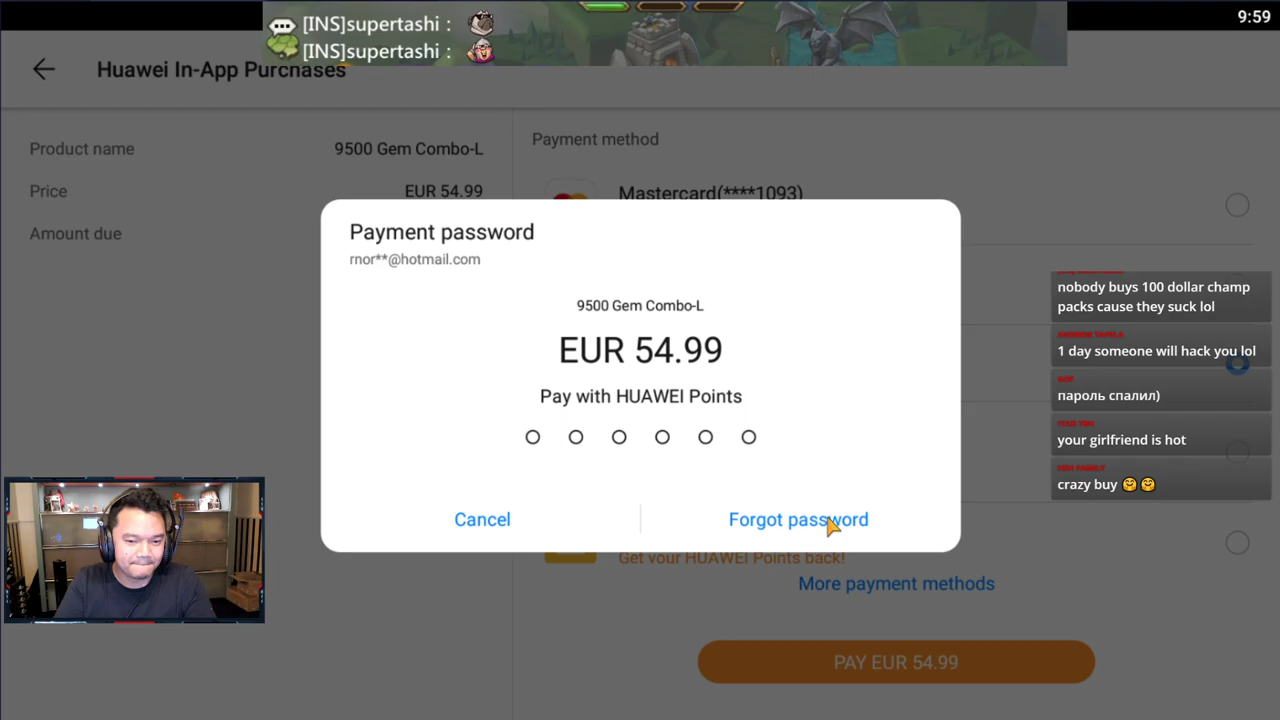 [INS]supertashi :
[INS]supertashi :
9:59
Huawei In-App Purchases
Product name
9500 Gem Combo-L
Price
EUR 54.99
Amount due
Payment method
Mastercard(****1093)
Payment password
rnor**@hotmail.com
9500 Gem Combo-L
EUR 54.99
Pay with HUAWEI Points
Cancel
Forgot password
Get your HUAWEI Points back!
More payment methods
PAY EUR 54.99
nobody buys 100 dollar champ
packs cause they suck lol
1 day someone will hack you lol
пароль спалил)
your girlfriend is hot
crazy buy 🤗🤗